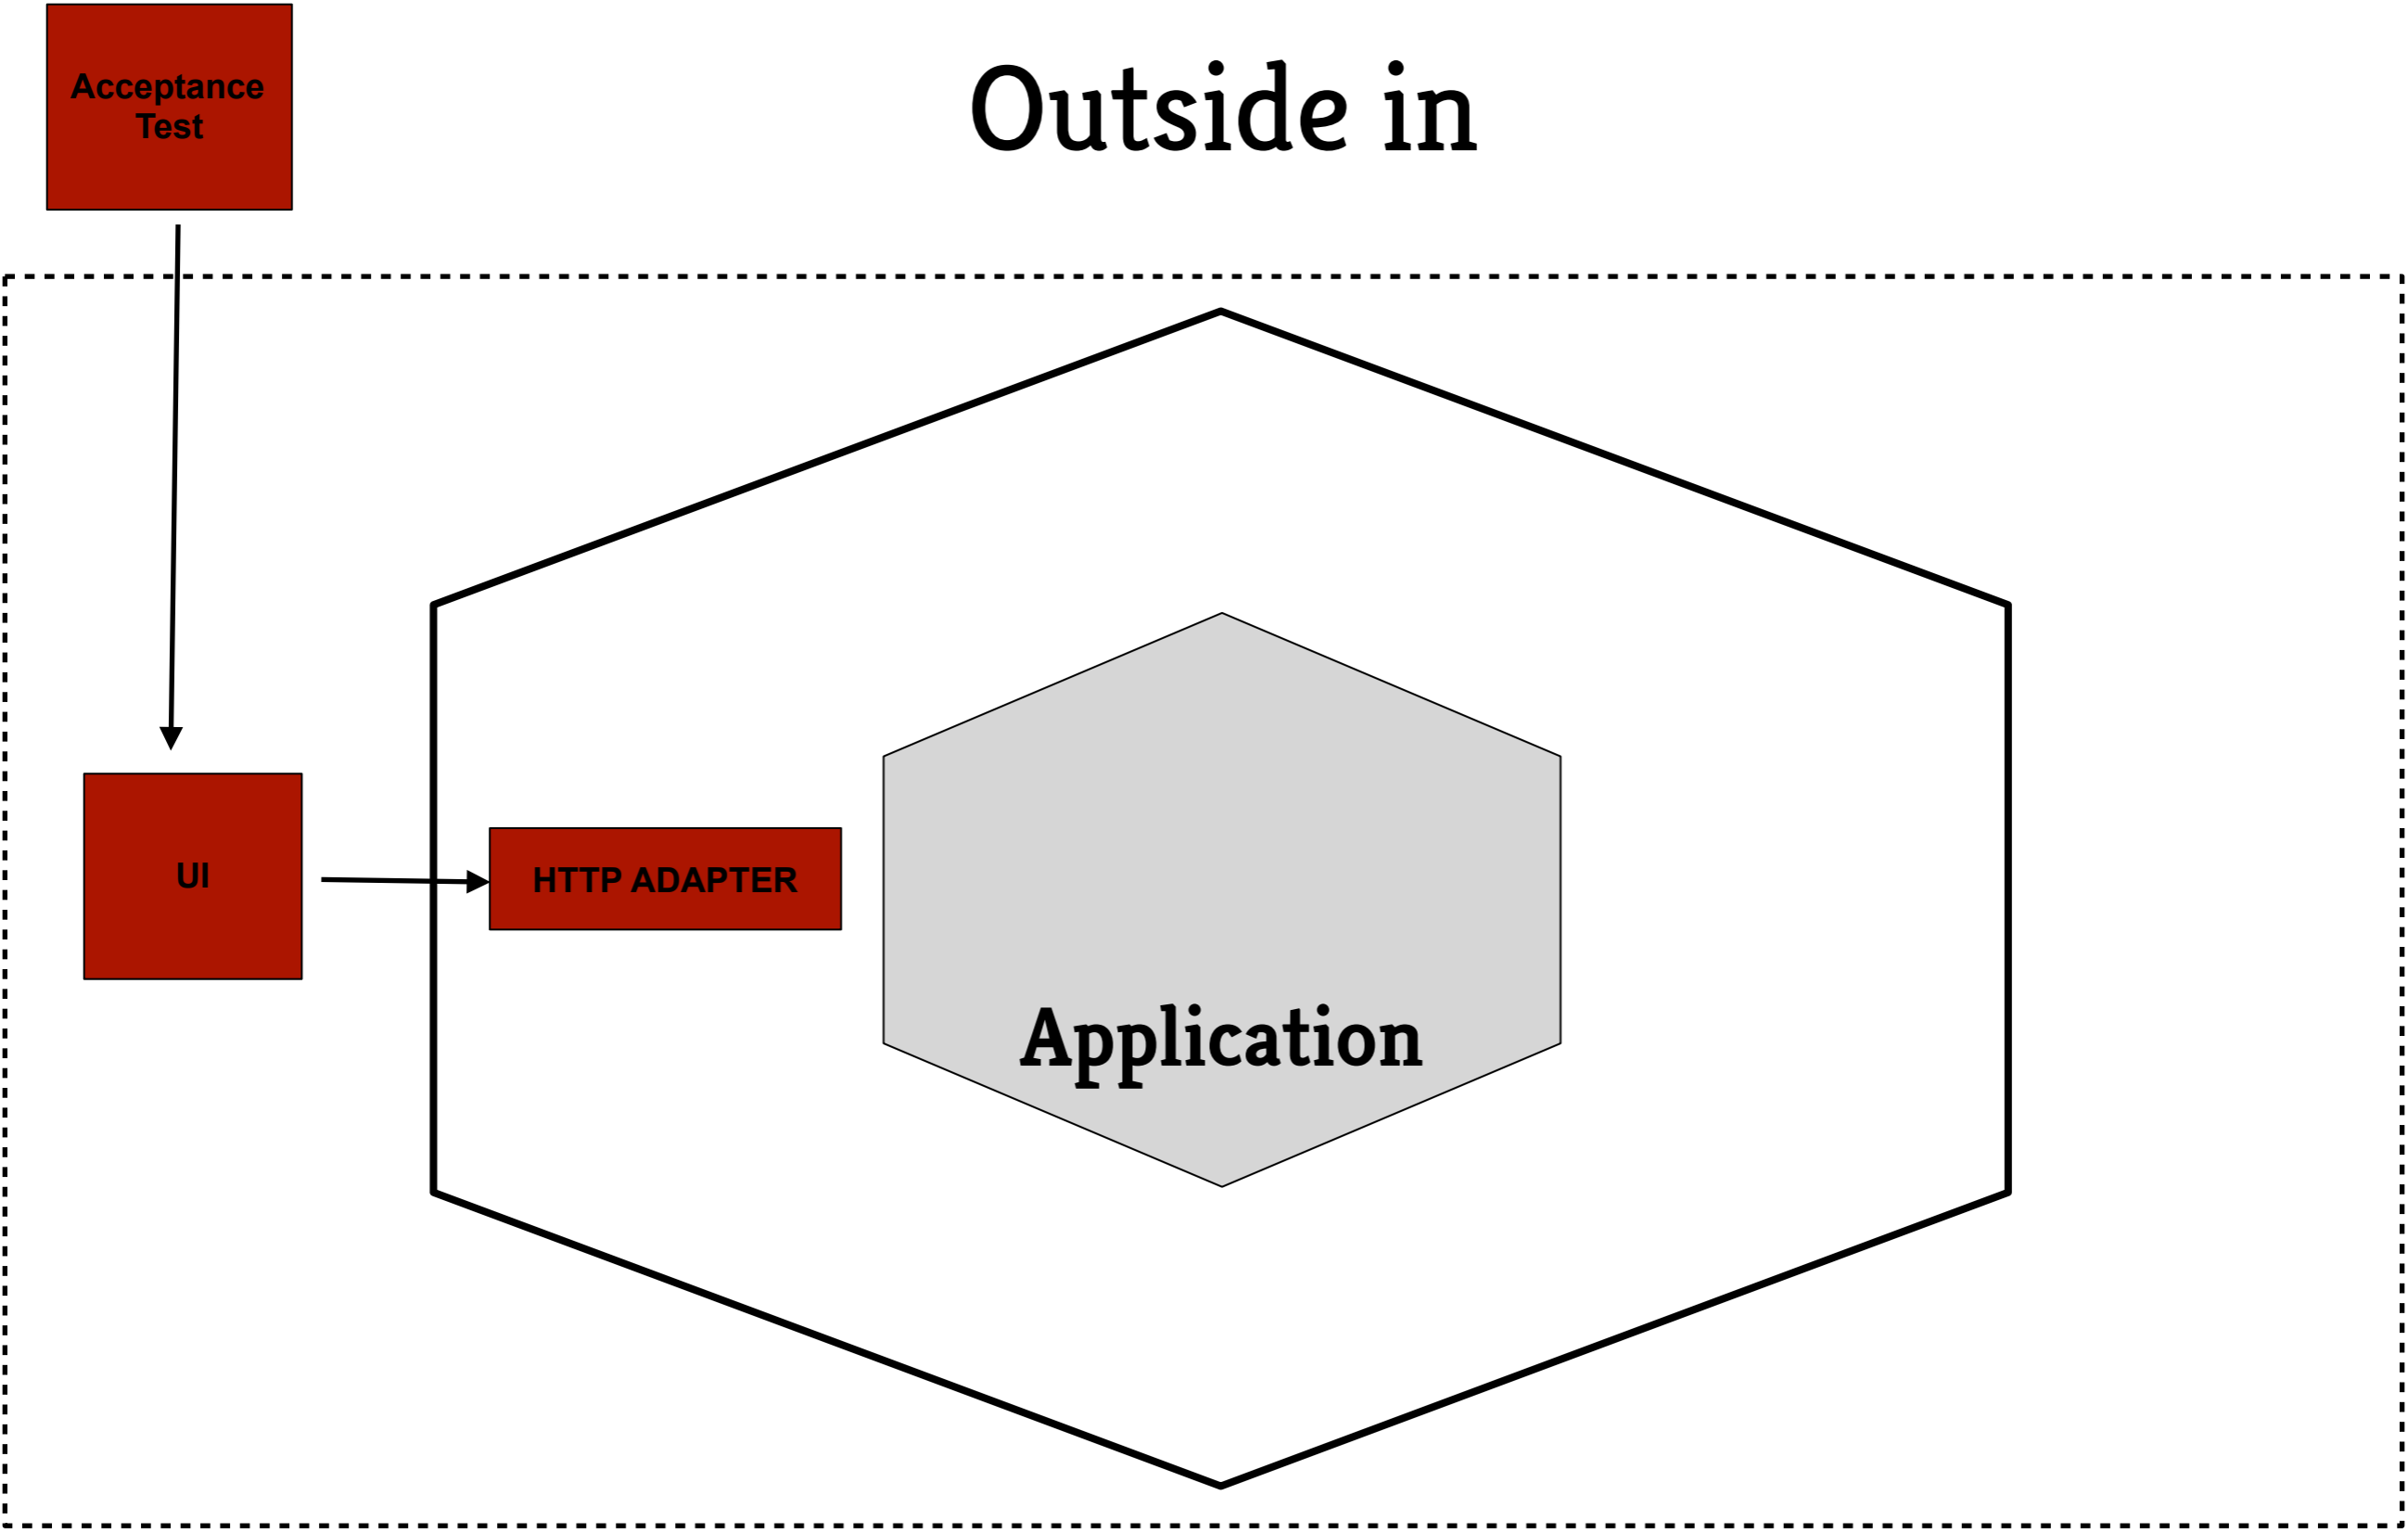 Acceptance
Test
Outside in
UI
HTTP ADAPTER
Application